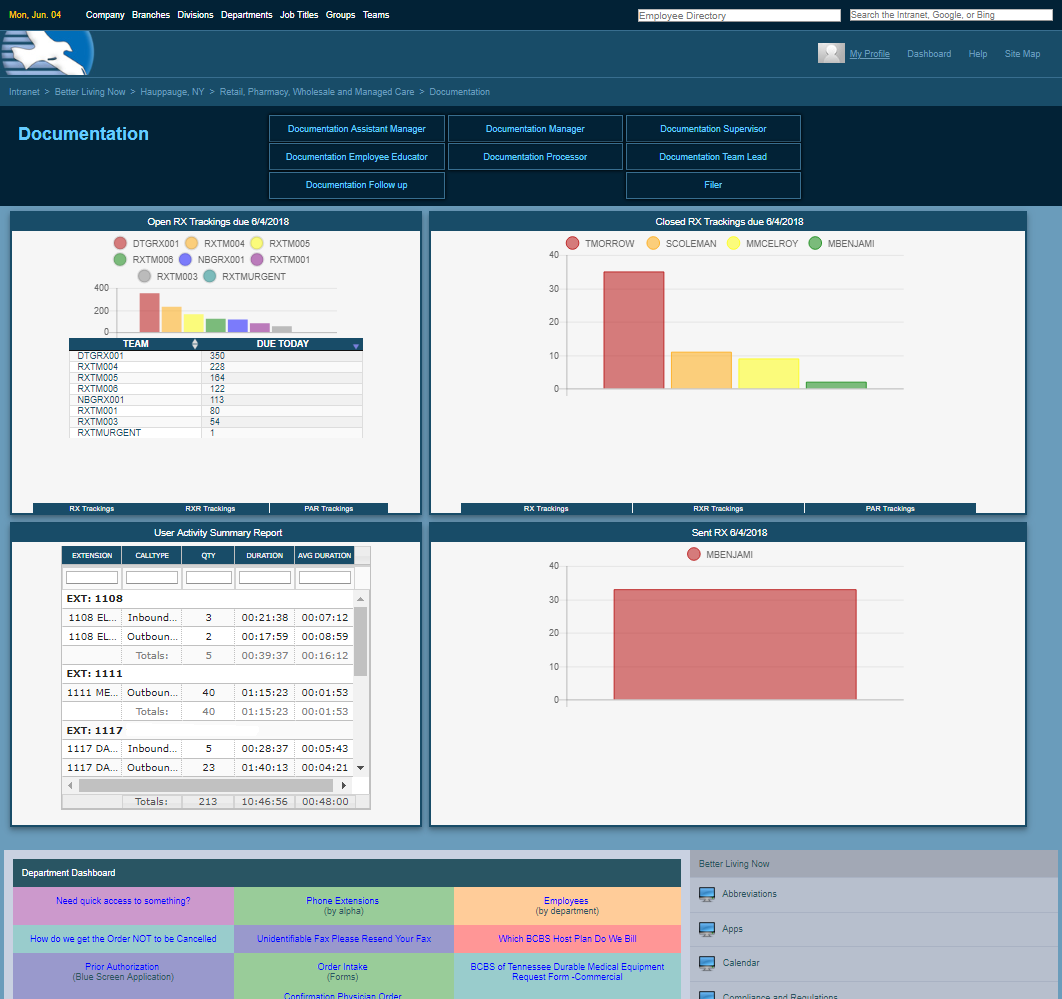 Mon, Jun. 04 Company Branches Divisions Departments Job Titles Groups Teams Employee Directory Search the Intranet, Google, or Bing
My Profile Dashboard Help Site Map
Intranet > Better Living Now > Hauppauge, NY > Retail, Pharmacy, Wholesale and Managed Care > Documentation
Documentation
Documentation Assistant Manager Documentation Manager Documentation Supervisor
Documentation Employee Educator Documentation Processor Documentation Team Lead
Documentation Follow up Filer
Open RX Trackings due 6/4/2018
DTGRX001 RXTM004 RXTM005
RXTM006 NBGRX001 RXTM001
RXTM003 RXTMURGENT
400
200
0
TEAM DUE TODAY
DTGRX001 350
RXTM004 228
RXTM005 164
RXTM006 122
NBGRX001 113
RXTM001 80
RXTM003 54
RXTMURGENT 1
RX Trackings RXR Trackings PAR Trackings
Closed RX Trackings due 6/4/2018
TMORROW SCOLEMAN MMCELROY MBENJAMI
40
30
20
10
0
RX Trackings RXR Trackings PAR Trackings
User Activity Summary Report
EXTENSION CALLTYPE QTY DURATION AVG DURATION
EXT: 1108
1108 EL... Inbound... 3 00:21:38 00:07:12
1108 EL... Outboun... 2 00:17:59 00:08:59
Totals: 5 00:39:37 00:16:12
EXT: 1111
1111 ME... Outboun... 40 01:15:23 00:01:53
Totals: 40 01:15:23 00:01:53
EXT: 1117
1117 DA... Inbound... 5 00:28:37 00:05:43
1117 DA... Outboun... 23 01:40:13 00:04:21
Totals: 213 10:46:56 00:48:00
Sent RX 6/4/2018
MBENJAMI
40
30
20
10
0
Department Dashboard
Need quick access to something? Phone Extensions Employees
(by alpha) (by department)
How do we get the Order NOT to be Cancelled Unidentifiable Fax Please Resend Your Fax Which BCBS Host Plan Do We Bill
Prior Authorization Order Intake BCBS of Tennessee Durable Medical Equipment
(Blue Screen Application) (Forms) Request Form -Commercial
Confirmation Physician Order
Better Living Now
Abbreviations
Apps
Calendar
Compliance and Regulations